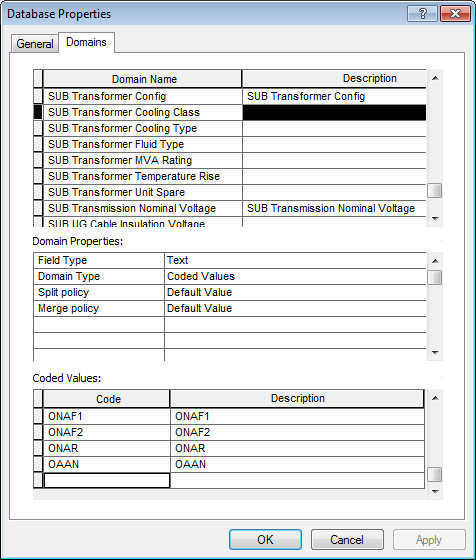 Database Properties
General Domains
Domain Name Description
SUB Transformer Config SUB Transformer Config
SUB Transformer Cooling Class
SUB Transformer Cooling Type
SUB Transformer Fluid Type
SUB Transformer MVA Rating
SUB Transformer Temperature Rise
SUB Transformer Unit Spare
SUB Transmission Nominal Voltage SUB Transmission Nominal Voltage
SUB UG Cable Insulation Voltage
Domain Properties:
Field Type Text
Domain Type Coded Values
Split policy Default Value
Merge policy Default Value
Coded Values:
Code Description
ONAF1 ONAF1
ONAF2 ONAF2
ONAR ONAR
OAAN OAAN
OK Cancel Apply